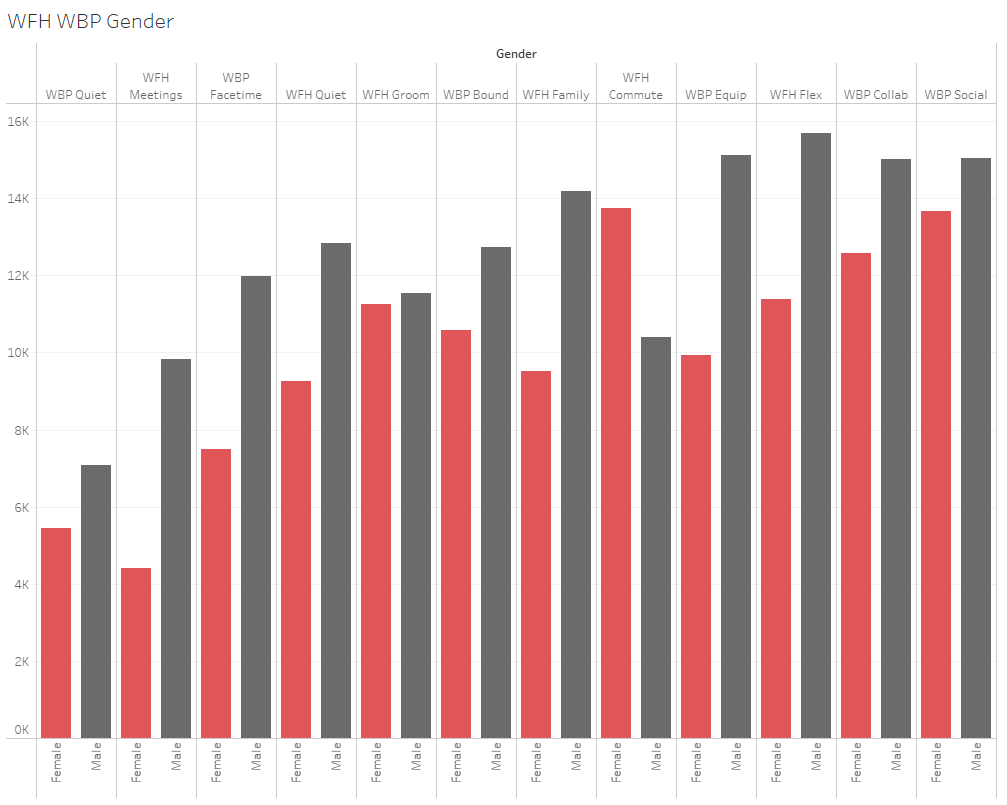 WFH WBP Gender
Gender
WBP Quiet
WFH
Meetings
WBP
Facetime
WFH Quiet
WFH Groom
WBP Bound
WFH Family
WFH
Commute
WBP Equip
WFH Flex
WBP Collab
WBP Social
16K
14K
12K
10K
8K
6K
4K
2K
0K
Female
Male
Female
Male
Female
Male
Female
Male
Female
Male
Female
Male
Female
Male
Female
Male
Female
Male
Female
Male
Female
Male
Female
Male